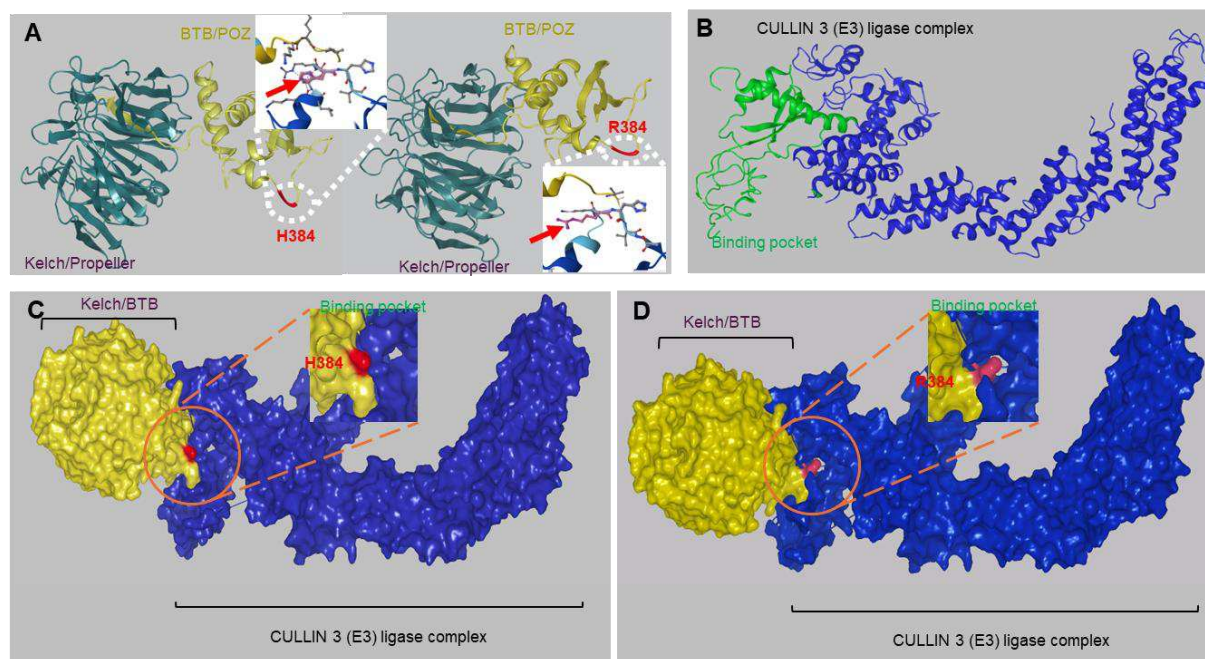 A
BTB/POZ
BTB/POZ
R384
H384
Kelch/Propeller
Kelch/Propeller
B
CULLIN 3 (E3) ligase complex
Binding pocket
C
Kelch/BTB
Binding pocket
H384
CULLIN 3 (E3) ligase complex
D
Kelch/BTB
Binding pocket
R384
CULLIN 3 (E3) ligase complex